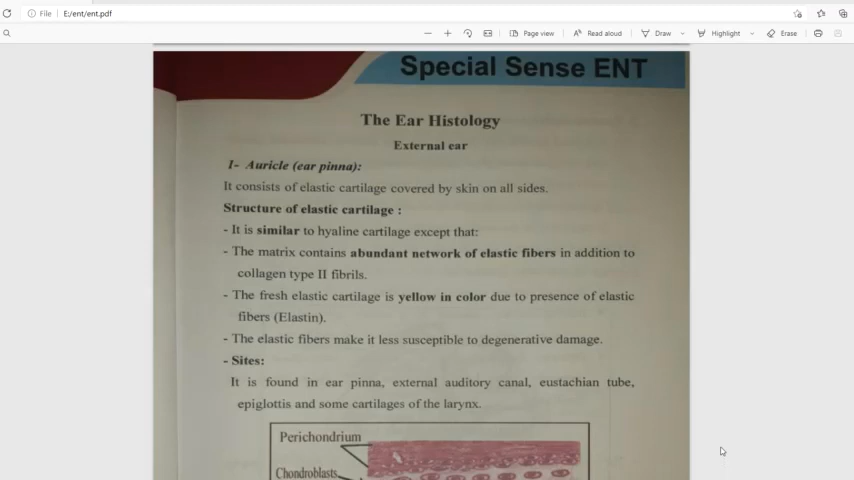 File
E:/ent/ent.pdf
Page view
Read aloud
Draw
Highlight
Erase
Special Sense ENT
The Ear Histology
External ear
1- Auricle (ear pinna):
It consists of elastic cartilage covered by skin on all sides.
Structure of elastic cartilage :
- It is similar to hyaline cartilage except that:
- The matrix contains abundant network of elastic fibers in addition to
collagen type II fibrils.
- The fresh elastic cartilage is yellow in color due to presence of elastic
fibers (Elastin).
- The elastic fibers make it less susceptible to degenerative damage.
- Sites:
It is found in ear pinna, external auditory canal, eustachian tube,
epiglottis and some cartilages of the larynx.
Perichondrium
Chondroblasts